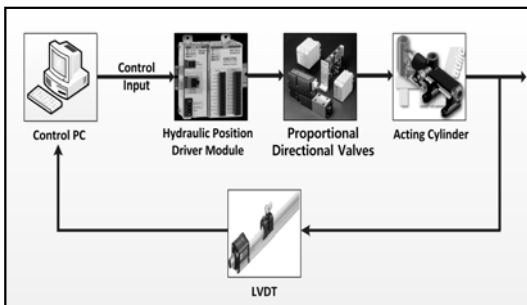 Control
Input
Control PC
Hydraulic Position
Driver Module
Proportional
Directional Valves
Acting Cylinder
LVDT